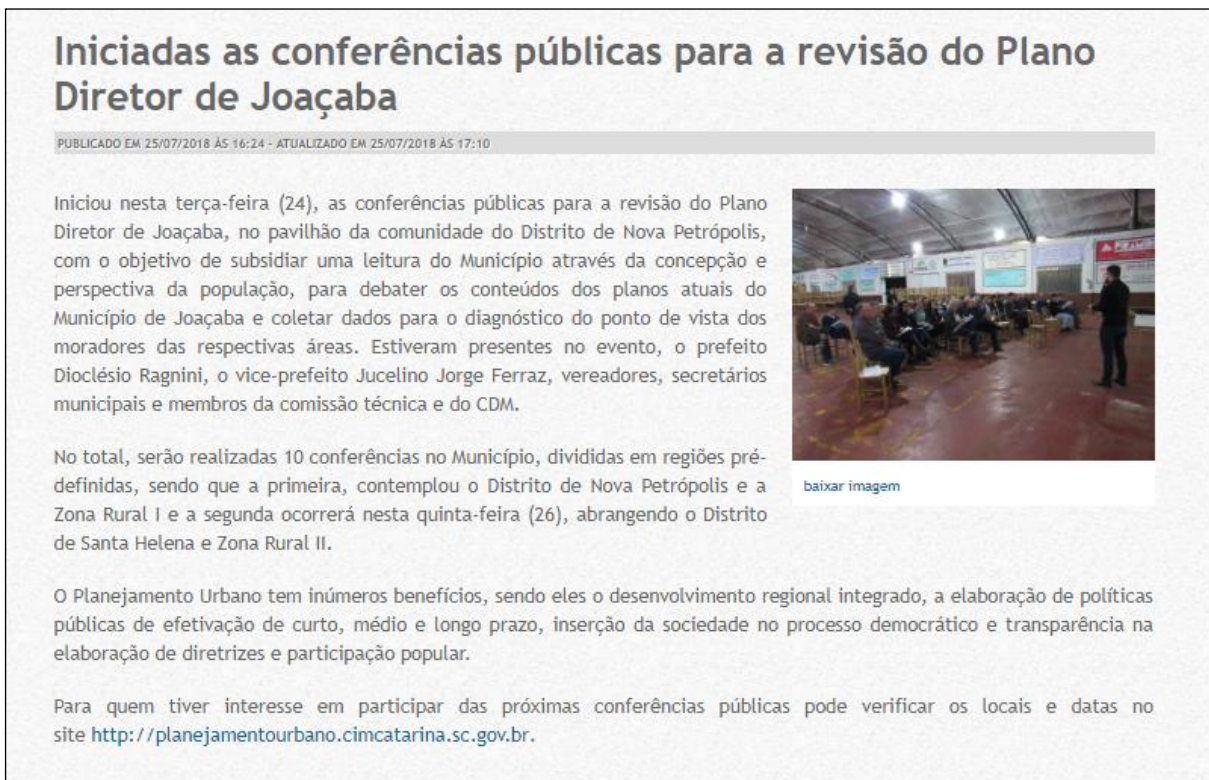 Iniciadas as conferências públicas para a revisão do Plano
Diretor de Joaçaba
PUBLICADO EM 25/07/2018 ÀS 16:24 - ATUALIZADO EM 25/07/2018 ÀS 17:10
Iniciou nesta terça-feira (24), as conferências públicas para a revisão do Plano
Diretor de Joaçaba, no pavilhão da comunidade do Distrito de Nova Petrópolis,
com o objetivo de subsidiar uma leitura do Município através da concepção e
perspectiva da população, para debater os conteúdos dos planos atuais do
Município de Joaçaba e coletar dados para o diagnóstico do ponto de vista dos
moradores das respectivas áreas. Estiveram presentes no evento, o prefeito
Dioclésio Ragnini, o vice-prefeito Jucelino Jorge Ferraz, vereadores, secretários
municipais e membros da comissão técnica e do CDM.
No total, serão realizadas 10 conferências no Município, divididas em regiões pré-
definidas, sendo que a primeira, contemplou o Distrito de Nova Petrópolis e a
Zona Rural I e a segunda ocorrerá nesta quinta-feira (26), abrangendo o Distrito
de Santa Helena e Zona Rural II.
baixar imagem
O Planejamento Urbano tem inúmeros benefícios, sendo eles o desenvolvimento regional integrado, a elaboração de políticas
públicas de efetivação de curto, médio e longo prazo, inserção da sociedade no processo democrático e transparência na
elaboração de diretrizes e participação popular.
Para quem tiver interesse em participar das próximas conferências públicas pode verificar os locais e datas no
site http://planejamentourbano.cimcatarina.sc.gov.br.